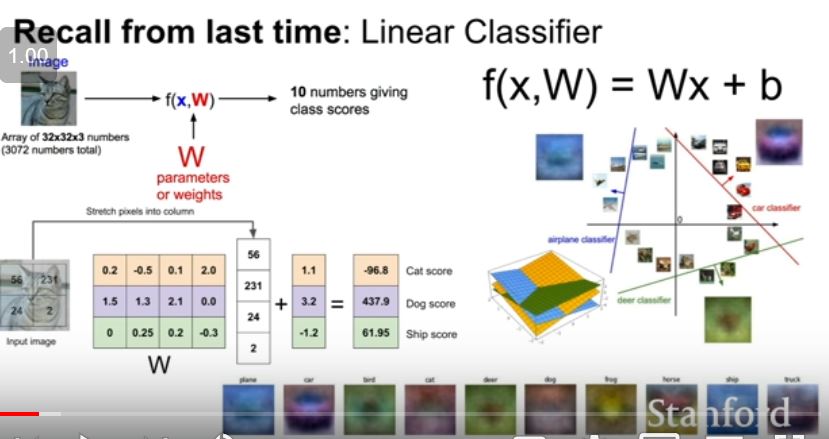 Recall from last time: Linear Classifier
1.00
Image
f(x,W)
10 numbers giving
class scores
f(x,W) = Wx + b
Array of 32x32x3 numbers
(3072 numbers total)
W
parameters
or weights
Stretch pixels into column
car classifier
airplane classifier
deer classifier
0
56 231
24 2
Input image
0.2 -0.5 0.1 2.0
1.5 1.3 2.1 0.0
0 0.25 0.2 -0.3
W
56
231
24
2
+
1.1
3.2
-1.2
=
-96.8 Cat score
437.9 Dog score
61.95 Ship score
plane car bird cat deer dog frog horse ship truck
Stanford